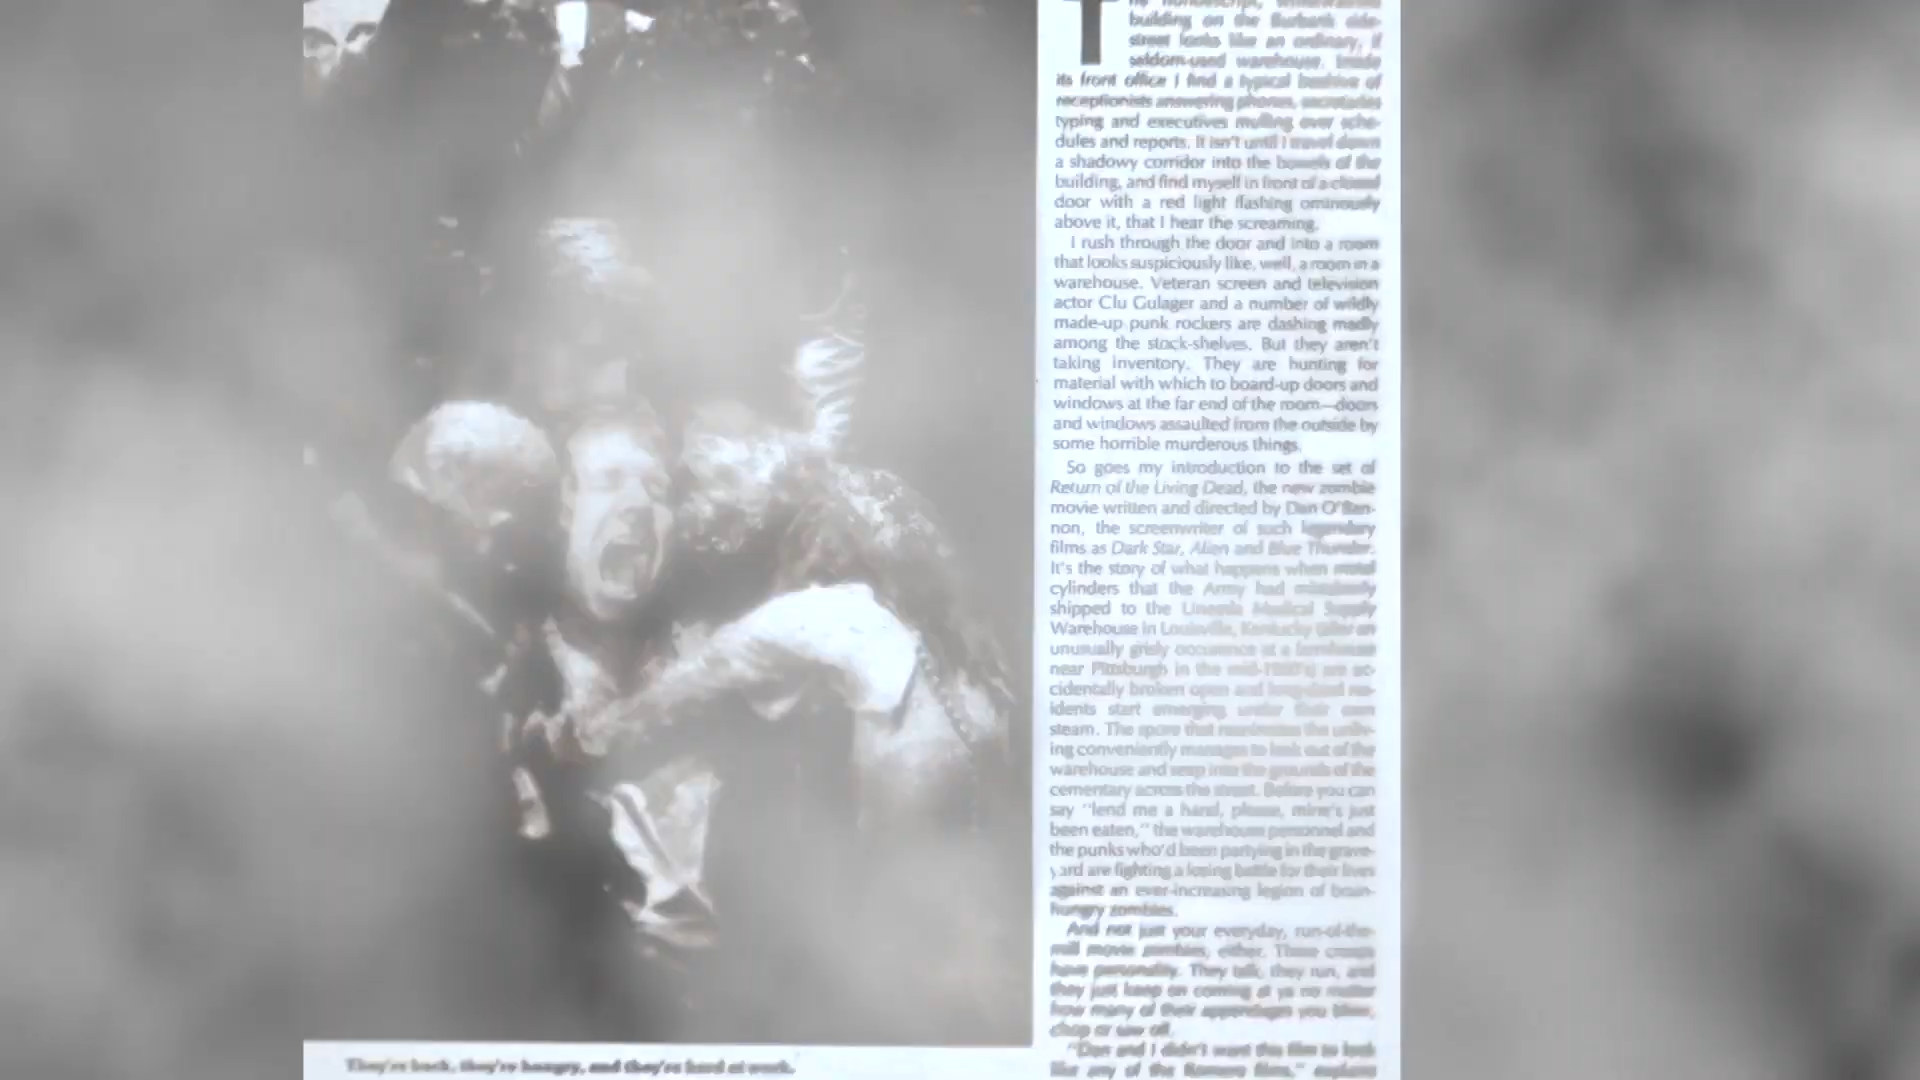 T
building on the Burbank side-
street looks like an ordinary, if
seldom-used warehouse. Inside
its front office I find a typical beehive of
receptionists answering phones, secretaries
typing and executives mulling over sche-
dules and reports. It isn't until I travel down
a shadowy corridor into the bowels of the
building, and find myself in front of a closed
door with a red light flashing ominously
above it, that I hear the screaming.
I rush through the door and into a room
that looks suspiciously like, well, a room in a
warehouse. Veteran screen and television
actor Clu Gulager and a number of wildly
made-up punk rockers are dashing madly
among the stock-shelves. But they aren't
taking inventory. They are hunting for
material with which to board-up doors and
windows at the far end of the room—doors
and windows assaulted from the outside by
some horrible murderous things.
So goes my introduction to the set of
Return of the Living Dead, the new zombie
movie written and directed by Dan O'Ban-
non, the screenwriter of such legendary
films as Dark Star, Alien and Blue Thunder.
It's the story of what happens when metal
cylinders that the Army had mistakenly
shipped to the Uneeda Medical Supply
Warehouse in Louisville, Kentucky (after an
unusually grisly occurence at a farmhouse
near Pittsburgh in the mid-1960's) are ac-
cidentally broken open and long-dead res-
idents start emerging under their own
steam. The spore that reanimates the unliv-
ing conveniently manages to leak out of the
warehouse and seep into the grounds of the
cementary across the street. Before you can
say "lend me a hand, please, mine's just
been eaten," the warehouse personnel and
the punks who'd been partying in the grave-
yard are fighting a losing battle for their lives
against an ever-increasing legion of brain-
hungry zombies.
And not just your everyday, run-of-the-
mill movie zombies, either. These creeps
have personality. They talk, they run, and
they just keep on coming at ya no matter
how many of their appendages you blow,
chop or saw off.
"Dan and I didn't want this film to look
like any of the Romero films," explains
They're back, they're hungry, and they're hard at work.